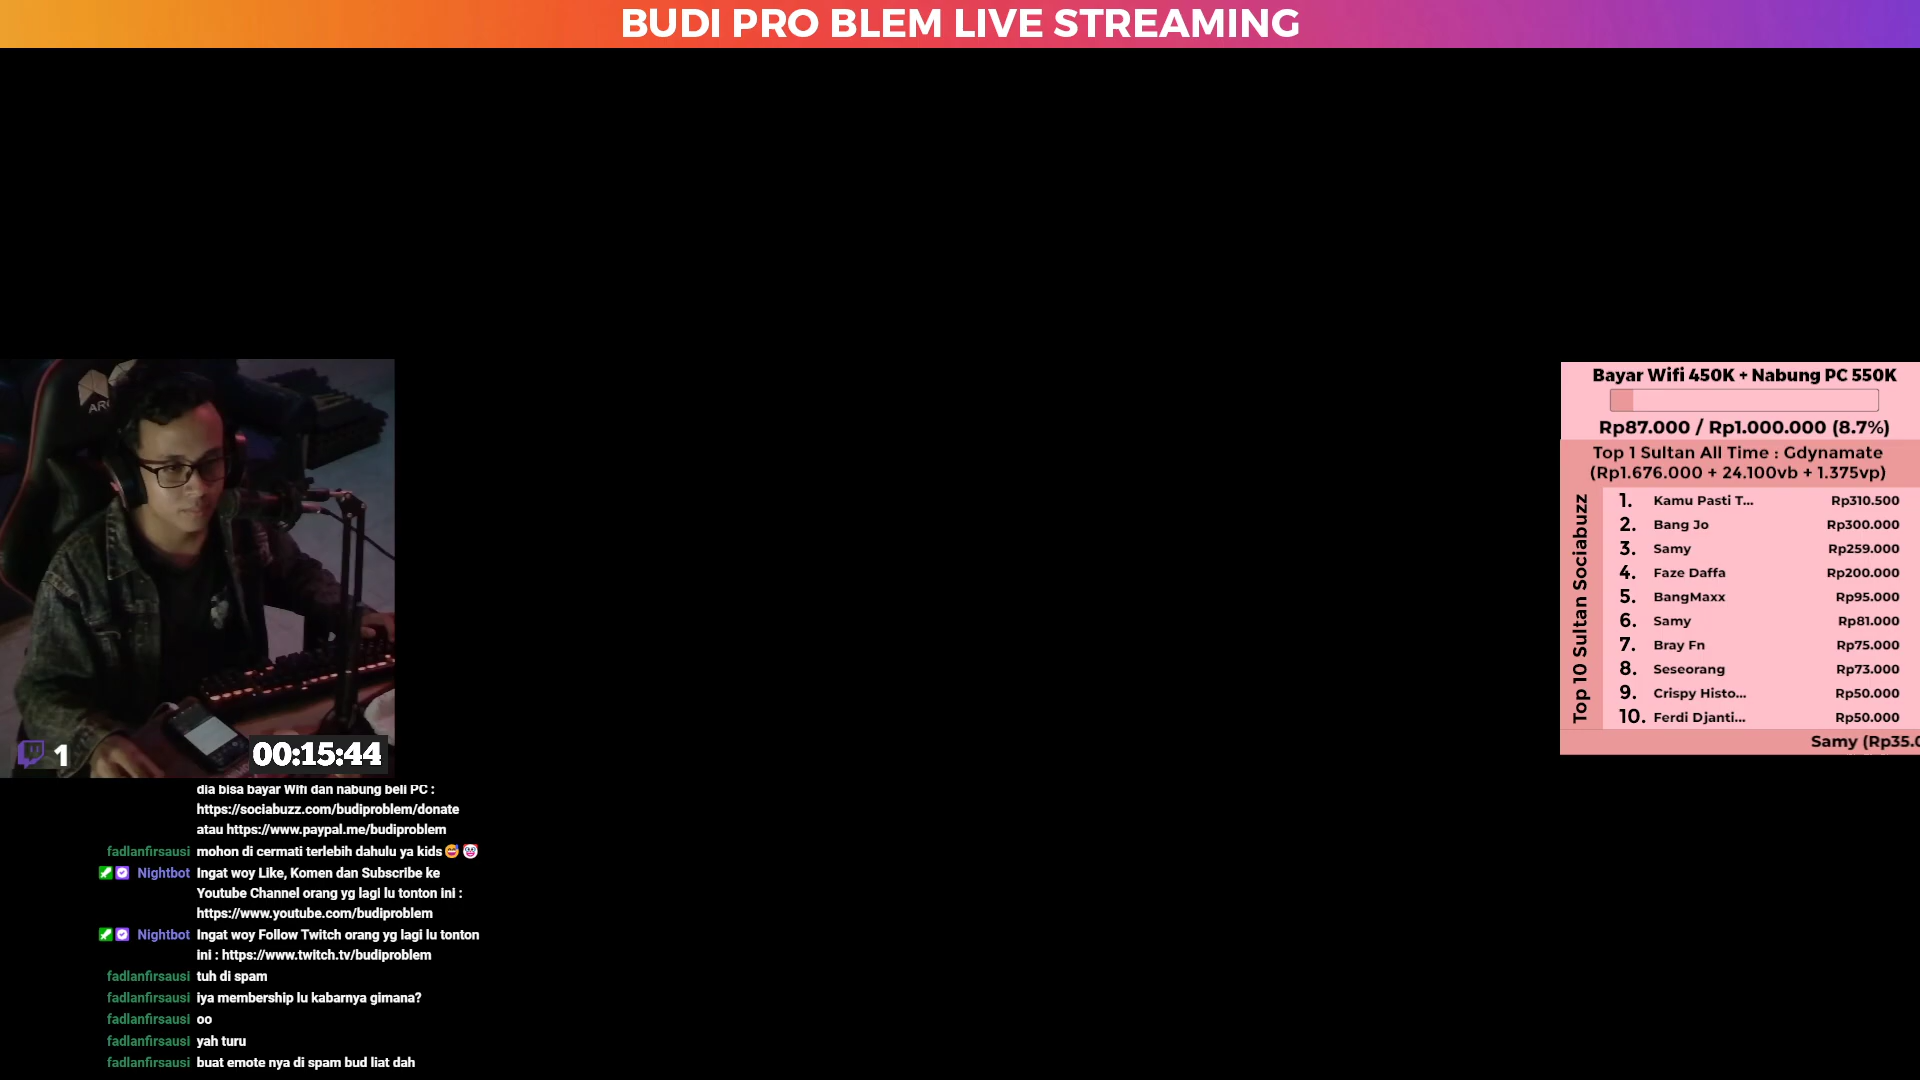 BUDI PRO BLEM LIVE STREAMING
Bayar Wifi 450K + Nabung PC 550K
Rp87.000 / Rp1.000.000 (8.7%)
Top 1 Sultan All Time : Gdynamate
(Rp1.676.000 + 24.100vb + 1.375vp)
Top 10 Sultan Sociabuzz
1. Kamu Pasti T... Rp310.500
2. Bang Jo Rp300.000
3. Samy Rp259.000
4. Faze Daffa Rp200.000
5. BangMaxx Rp95.000
6. Samy Rp81.000
7. Bray Fn Rp75.000
8. Seseorang Rp73.000
9. Crispy Histo... Rp50.000
10. Ferdi Djanti... Rp50.000
Samy (Rp35.0
1
00:15:44
dia bisa bayar Wifi dan nabung beli PC :
https://sociabuzz.com/budiproblem/donate
atau https://www.paypal.me/budiproblem
fadlanfirsausi mohon di cermati terlebih dahulu ya kids
Nightbot Ingat woy Like, Komen dan Subscribe ke
Youtube Channel orang yg lagi lu tonton ini :
https://www.youtube.com/budiproblem
Nightbot Ingat woy Follow Twitch orang yg lagi lu tonton
ini : https://www.twitch.tv/budiproblem
fadlanfirsausi tuh di spam
fadlanfirsausi iya membership lu kabarnya gimana?
fadlanfirsausi oo
fadlanfirsausi yah turu
fadlanfirsausi buat emote nya di spam bud liat dah